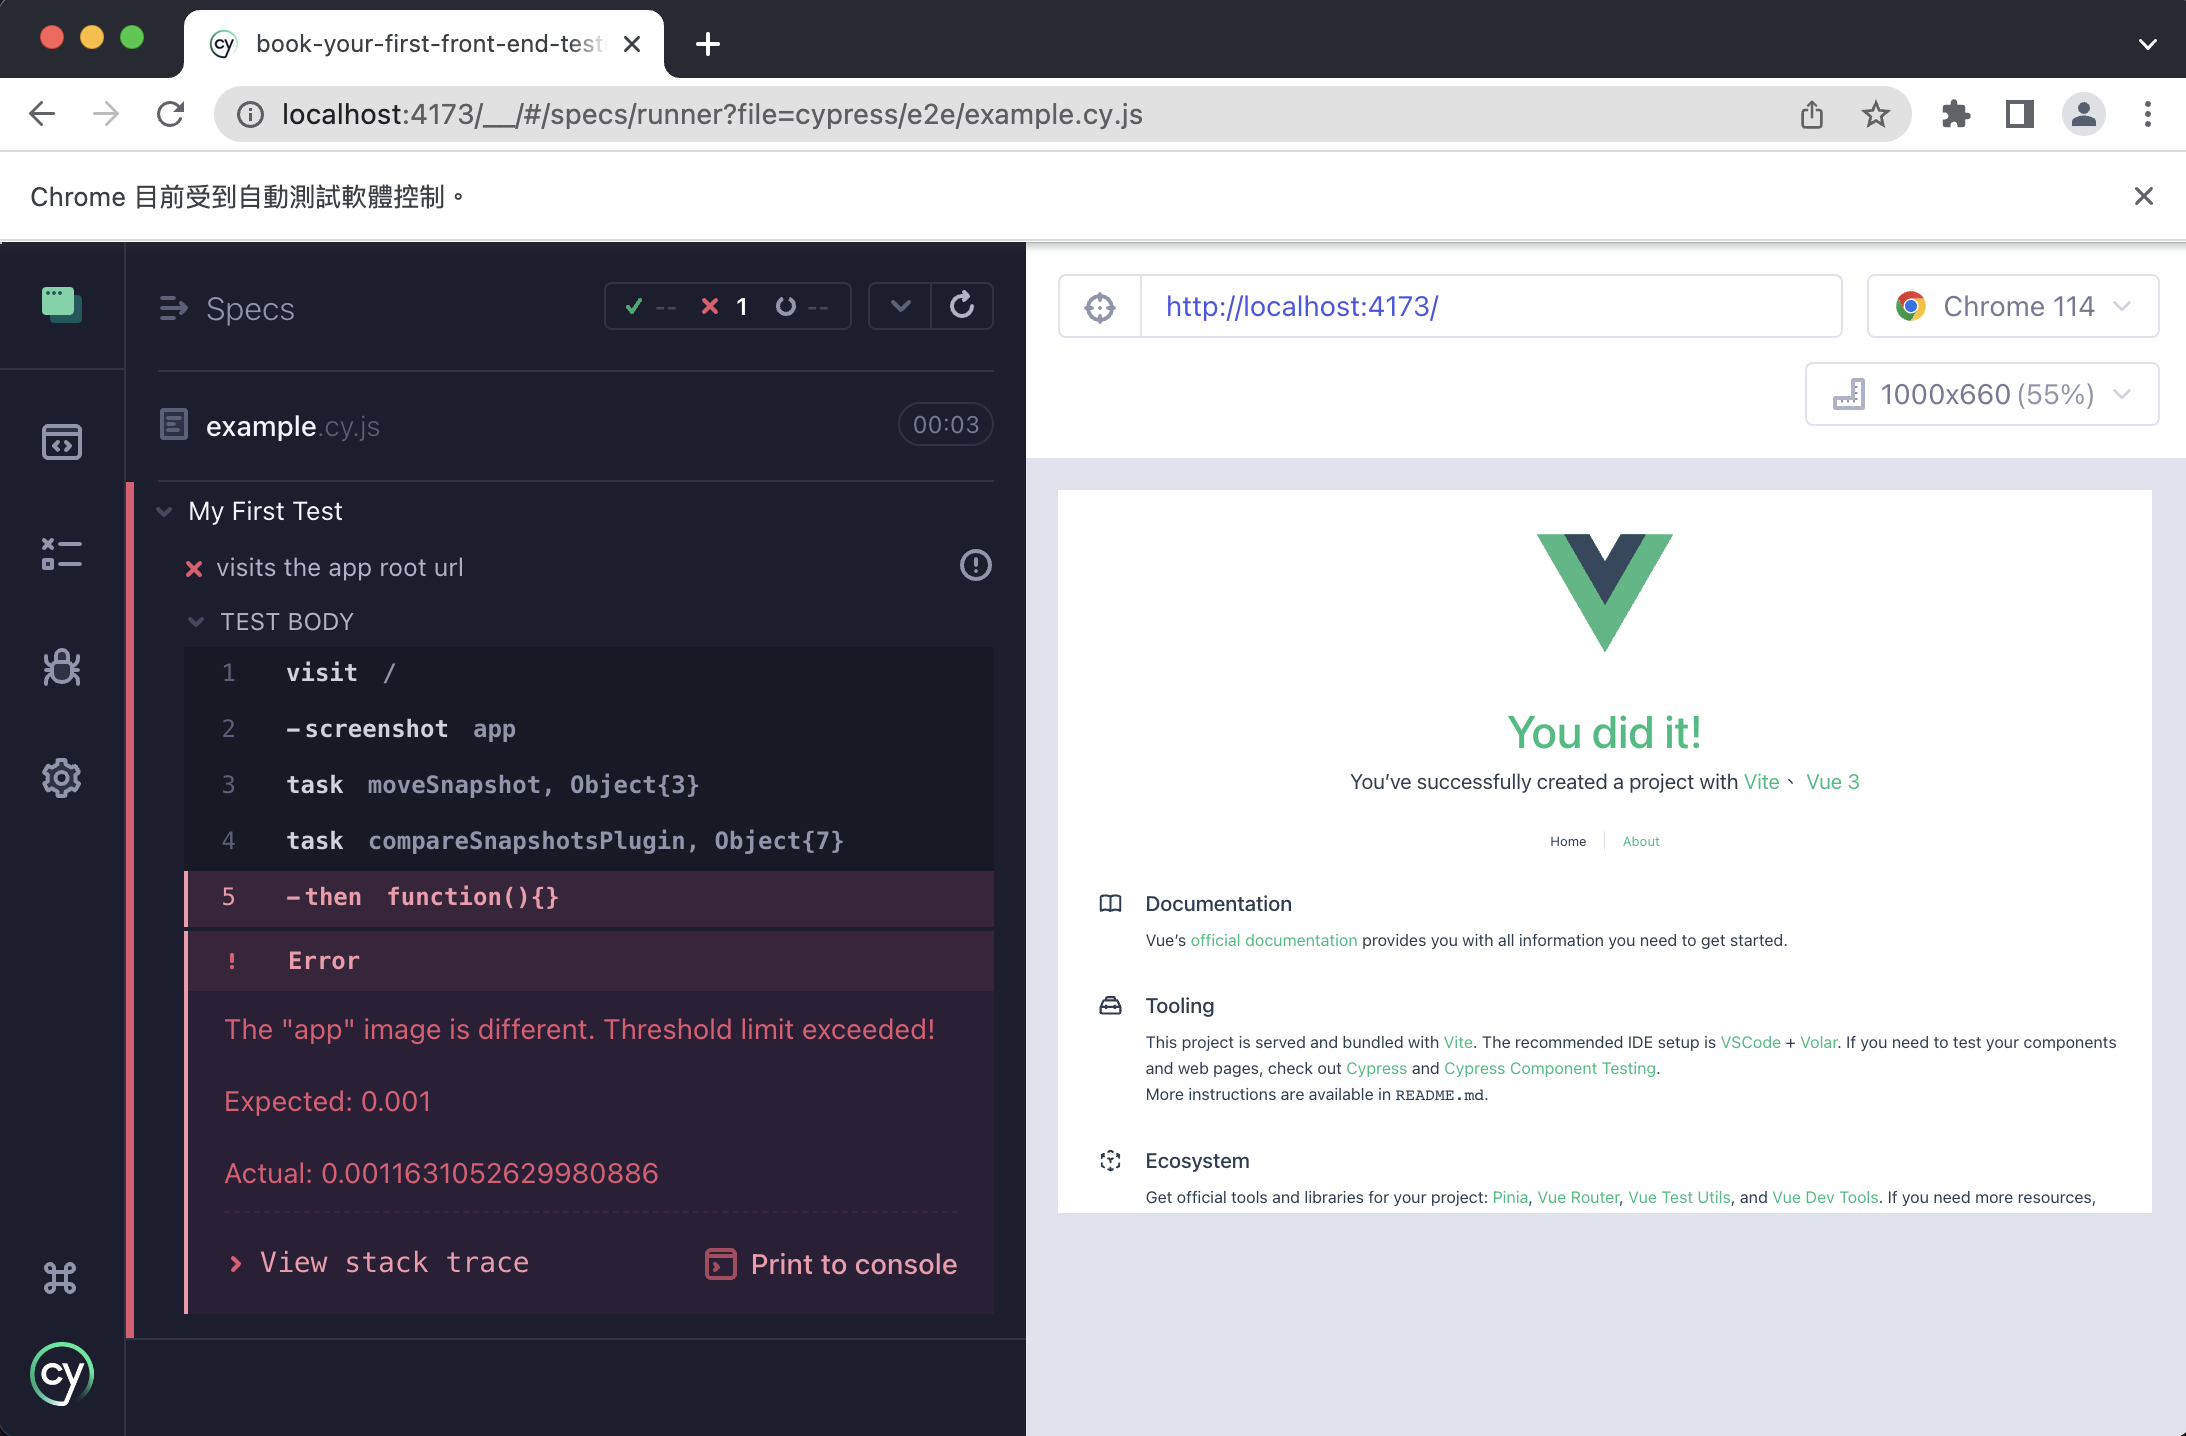 cy book-your-first-front-end-test
localhost:4173/__/#/specs/runner?file=cypress/e2e/example.cy.js
Chrome 目前受到自動測試軟體控制。
Specs
-- 1 --
example.cy.js
00:03
My First Test
visits the app root url
TEST BODY
1 visit /
2 -screenshot app
3 task moveSnapshot, Object{3}
4 task compareSnapshotsPlugin, Object{7}
5 -then function(){}
! Error
The "app" image is different. Threshold limit exceeded!
Expected: 0.001
Actual: 0.0011631052629980886
View stack trace
Print to console
cy
http://localhost:4173/
Chrome 114
1000x660 (55%)
You did it!
You’ve successfully created a project with Vite、 Vue 3
Home
About
Documentation
Vue’s official documentation provides you with all information you need to get started.
Tooling
This project is served and bundled with Vite. The recommended IDE setup is VSCode + Volar. If you need to test your components
and web pages, check out Cypress and Cypress Component Testing.
More instructions are available in README.md.
Ecosystem
Get official tools and libraries for your project: Pinia, Vue Router, Vue Test Utils, and Vue Dev Tools. If you need more resources,